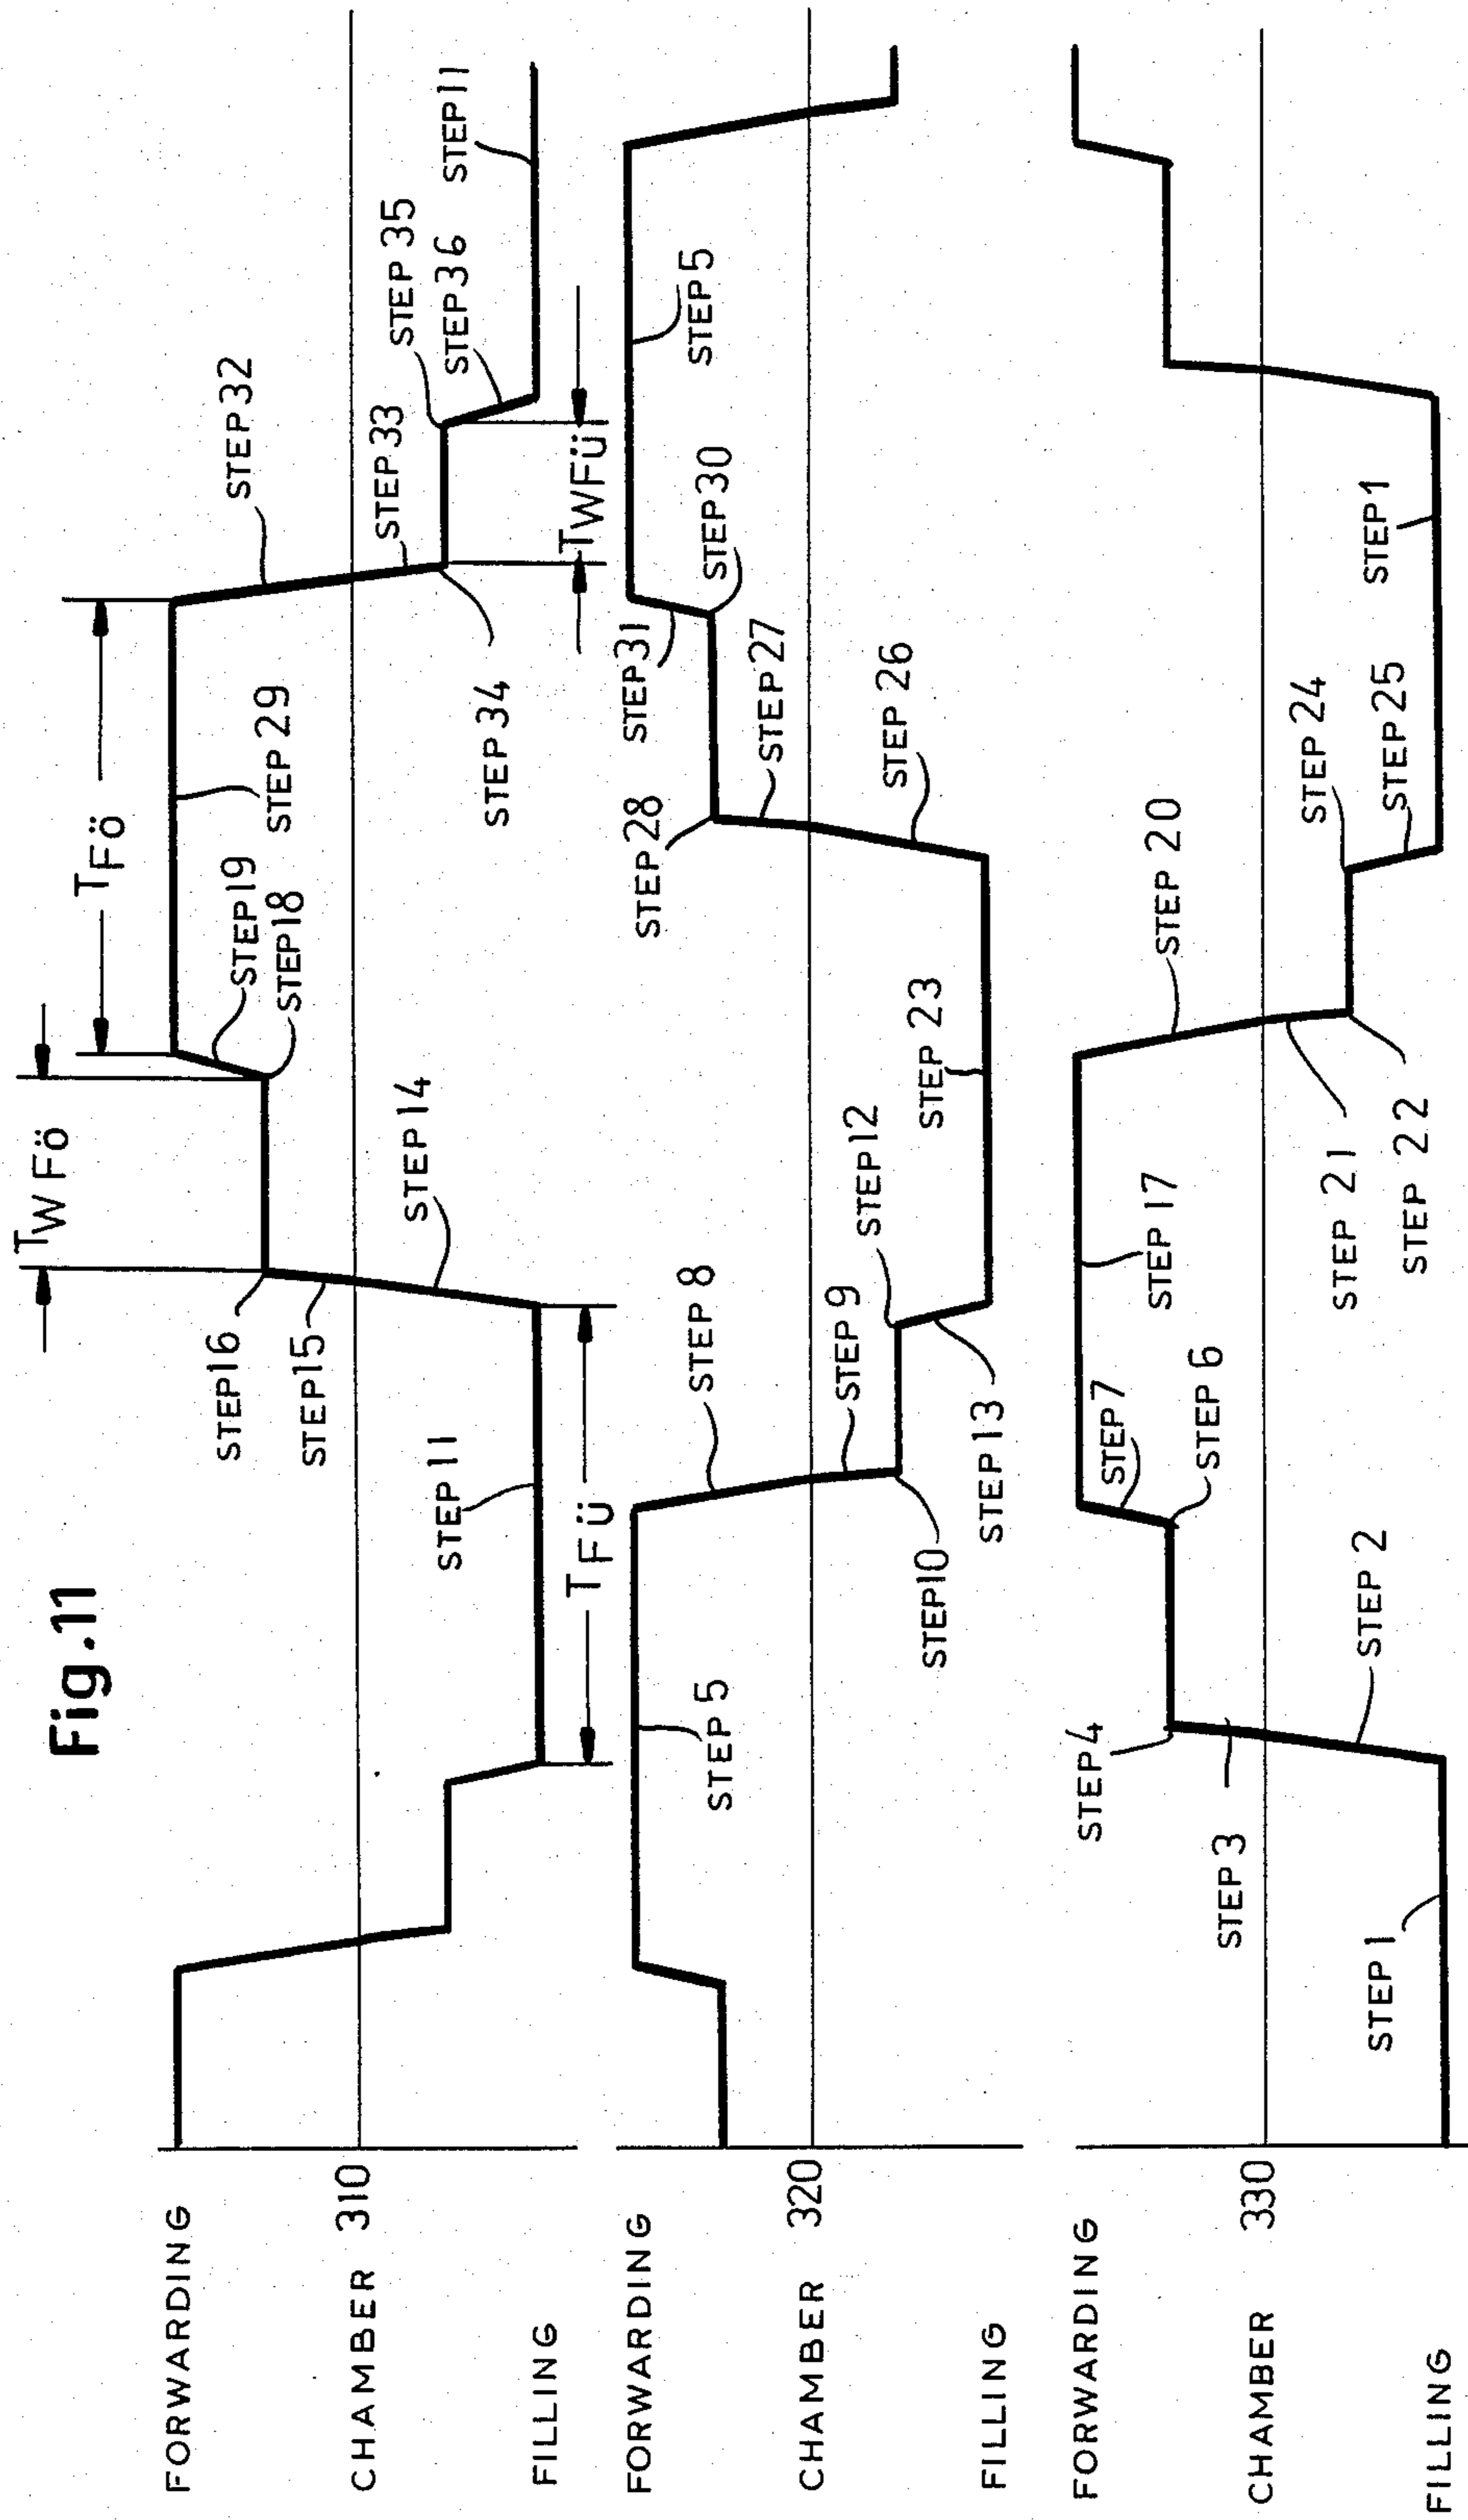 Fig.11
FORWARDING
CHAMBER 310
FILLING
TWFö
TFö
TFü
TWFü
STEP 11
STEP 14
STEP 15
STEP 16
STEP 18
STEP 19
STEP 29
STEP 32
STEP 33
STEP 34
STEP 35
STEP 36
STEP 11
FORWARDING
CHAMBER 320
FILLING
STEP 5
STEP 8
STEP 9
STEP 10
STEP 12
STEP 13
STEP 23
STEP 26
STEP 27
STEP 28
STEP 30
STEP 31
STEP 5
FORWARDING
CHAMBER 330
FILLING
STEP 1
STEP 2
STEP 3
STEP 4
STEP 6
STEP 7
STEP 17
STEP 20
STEP 21
STEP 22
STEP 24
STEP 25
STEP 1